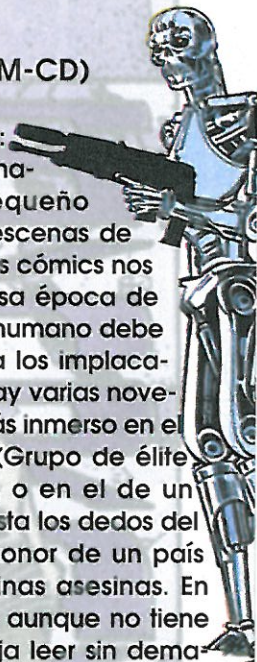 M-CD)
:
na-
equeño
escenas de
s cómics nos
sa época de
humano debe
a los implaca-
ay varias nove-
ás inmerso en el
(Grupo de élite
o en el de un
sta los dedos del
onor de un país
inas asesinas. En
aunque no tiene
ja leer sin dema-